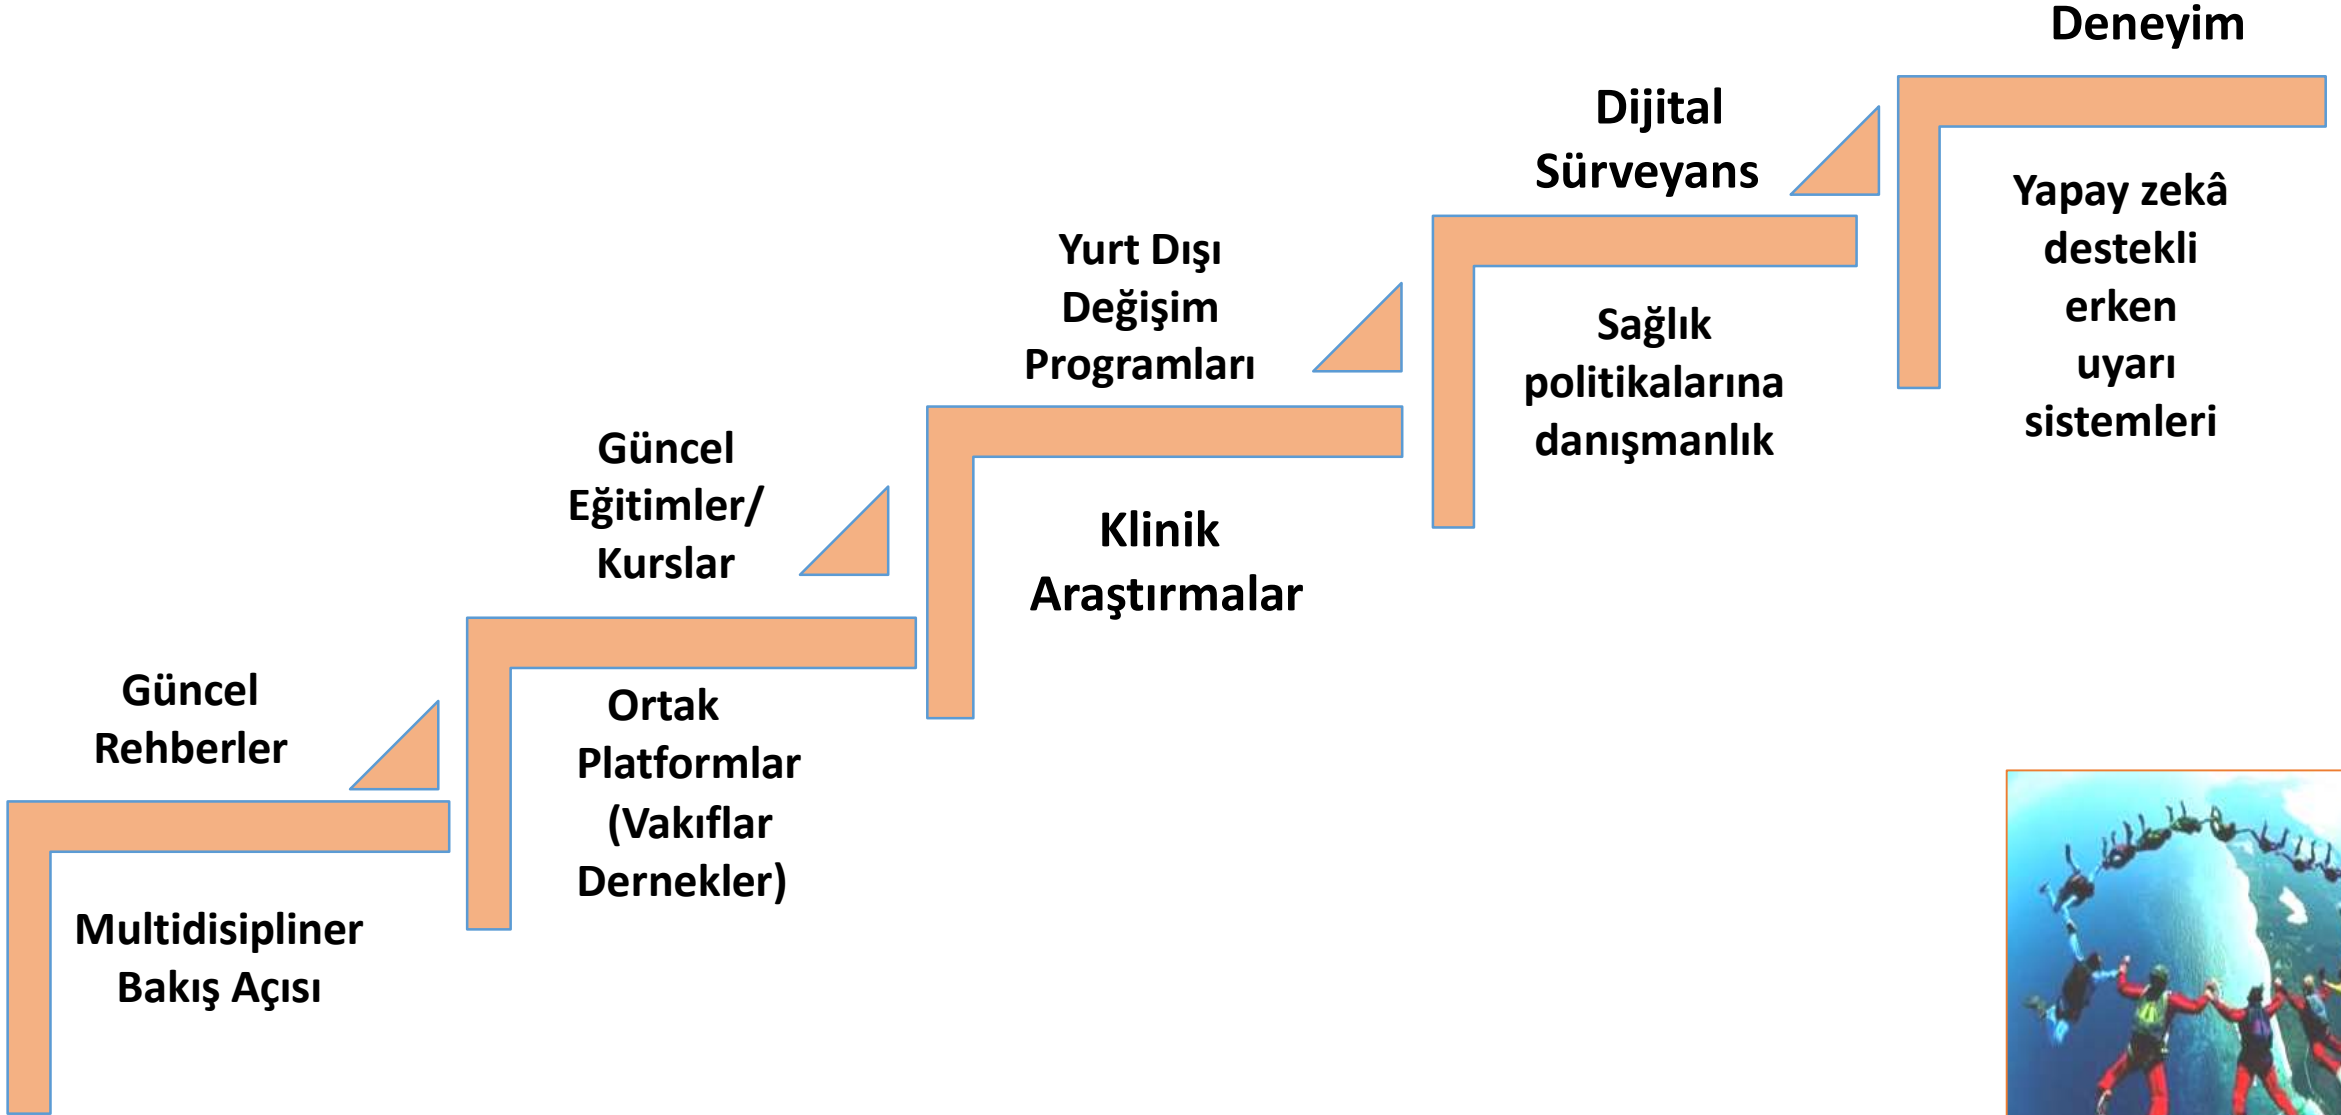 Güncel
Rehberler
Multidisipliner
Bakış Açısı
Güncel
Eğitimler/
Kurslar
Ortak
Platformlar
(Vakıflar
Dernekler)
Yurt Dışı
Değişim
Programları
Klinik
Araştırmalar
Dijital
Sürveyans
Sağlık
politikalarına
danışmanlık
Deneyim
Yapay zekâ
destekli
erken
uyarı
sistemleri